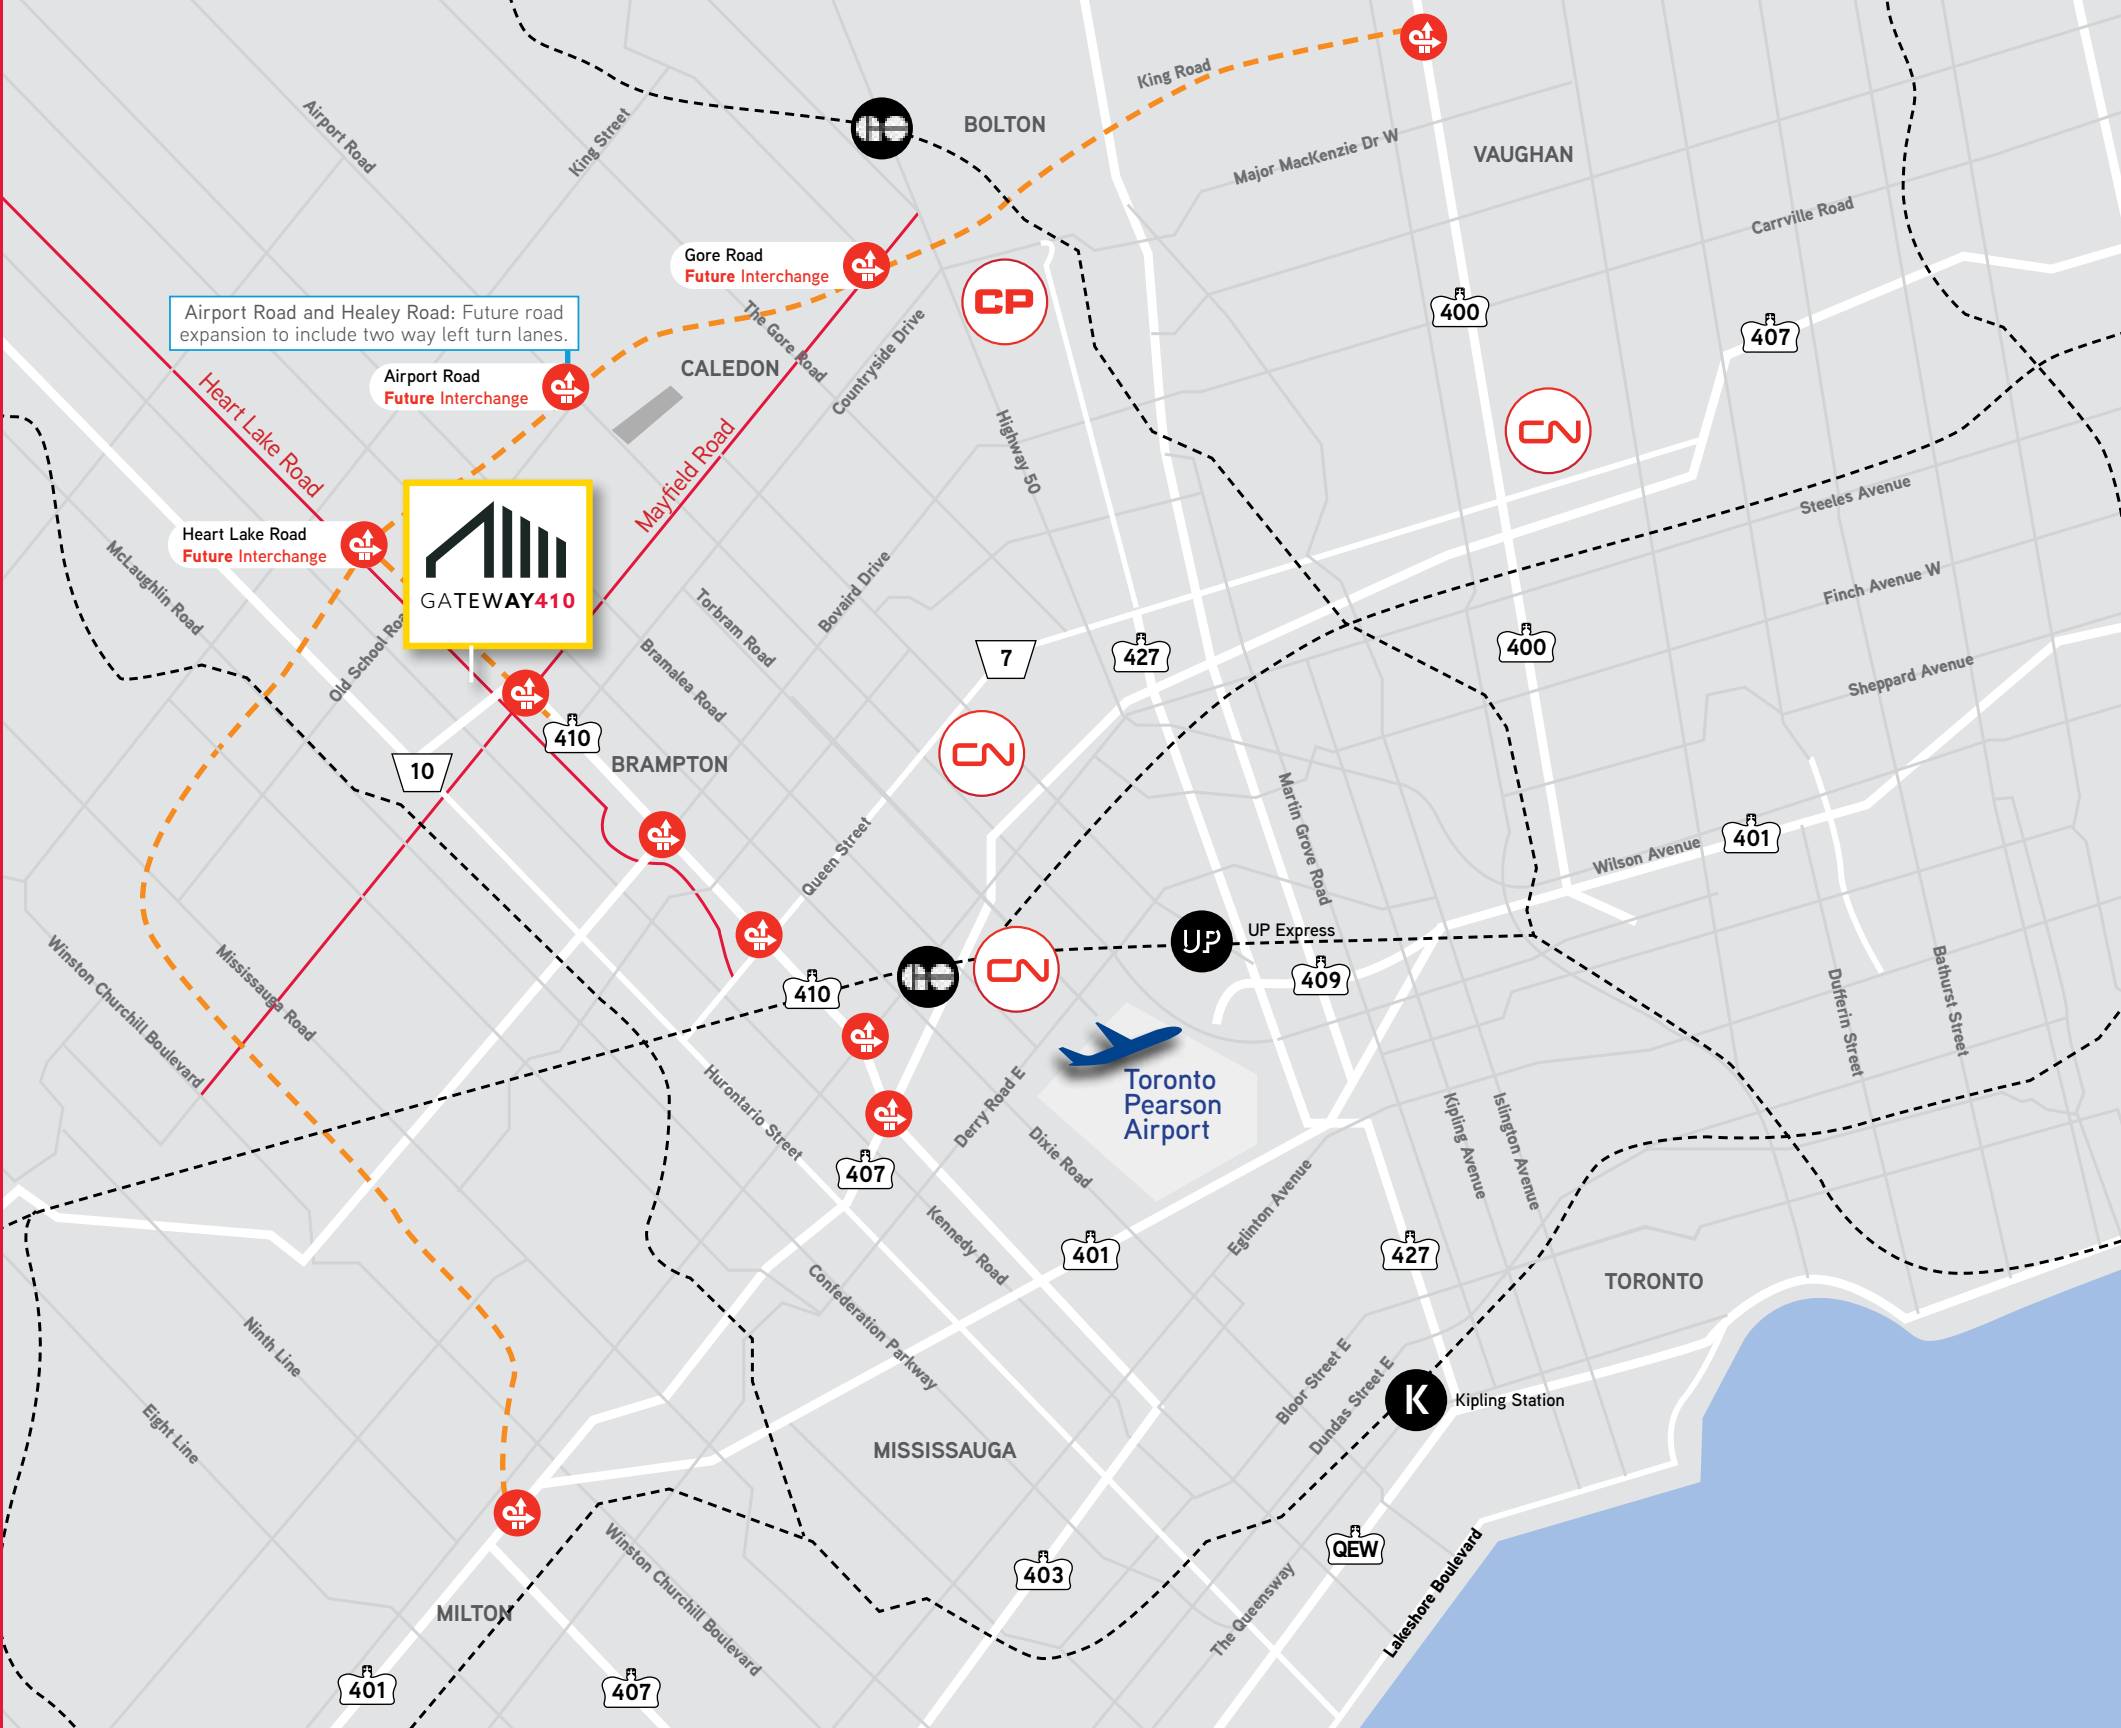 King Road
BOLTON
VAUGHAN
Airport Road
King Street
Major MacKenzie Dr W
Carrville Road
Gore Road
Future Interchange
CP
400
407
Airport Road and Healey Road: Future road
expansion to include two way left turn lanes.
The Gore Road
Countryside Drive
CALEDON
Airport Road
Future Interchange
Heart Lake Road
Mayfield Road
Highway 50
CN
Steeles Avenue
Heart Lake Road
Future Interchange
GATEWAY410
McLaughlin Road
Old School Roa
Torbram Road
Bovaird Drive
Bramalea Road
Finch Avenue W
7
427
400
Sheppard Avenue
410
BRAMPTON
10
CN
Martin Grove Road
Queen Street
Wilson Avenue
401
UP
UP Express
CN
409
410
Winston Churchill Boulevard
Mississauga Road
Dufferin Street
Bathurst Street
Toronto
Pearson
Airport
Hurontario Street
Derry Road E
Dixie Road
Kipling Avenue
Islington Avenue
407
Kennedy Road
401
Eglinton Avenue
427
TORONTO
Confederation Parkway
Ninth Line
Eight Line
Bloor Street E
Dundas Street E
K
Kipling Station
MISSISSAUGA
Winston Churchill Boulevard
403
QEW
The Queensway
Lakeshore Boulevard
MILTON
401
407